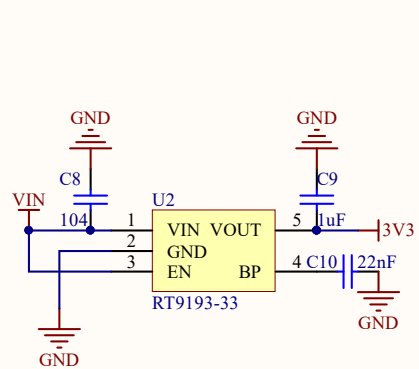 GND
GND
C8
C9
VIN
U2
104
1
VIN
VOUT
5
1uF
3V3
2
GND
3
EN
BP
4
C10
22nF
RT9193-33
GND
GND